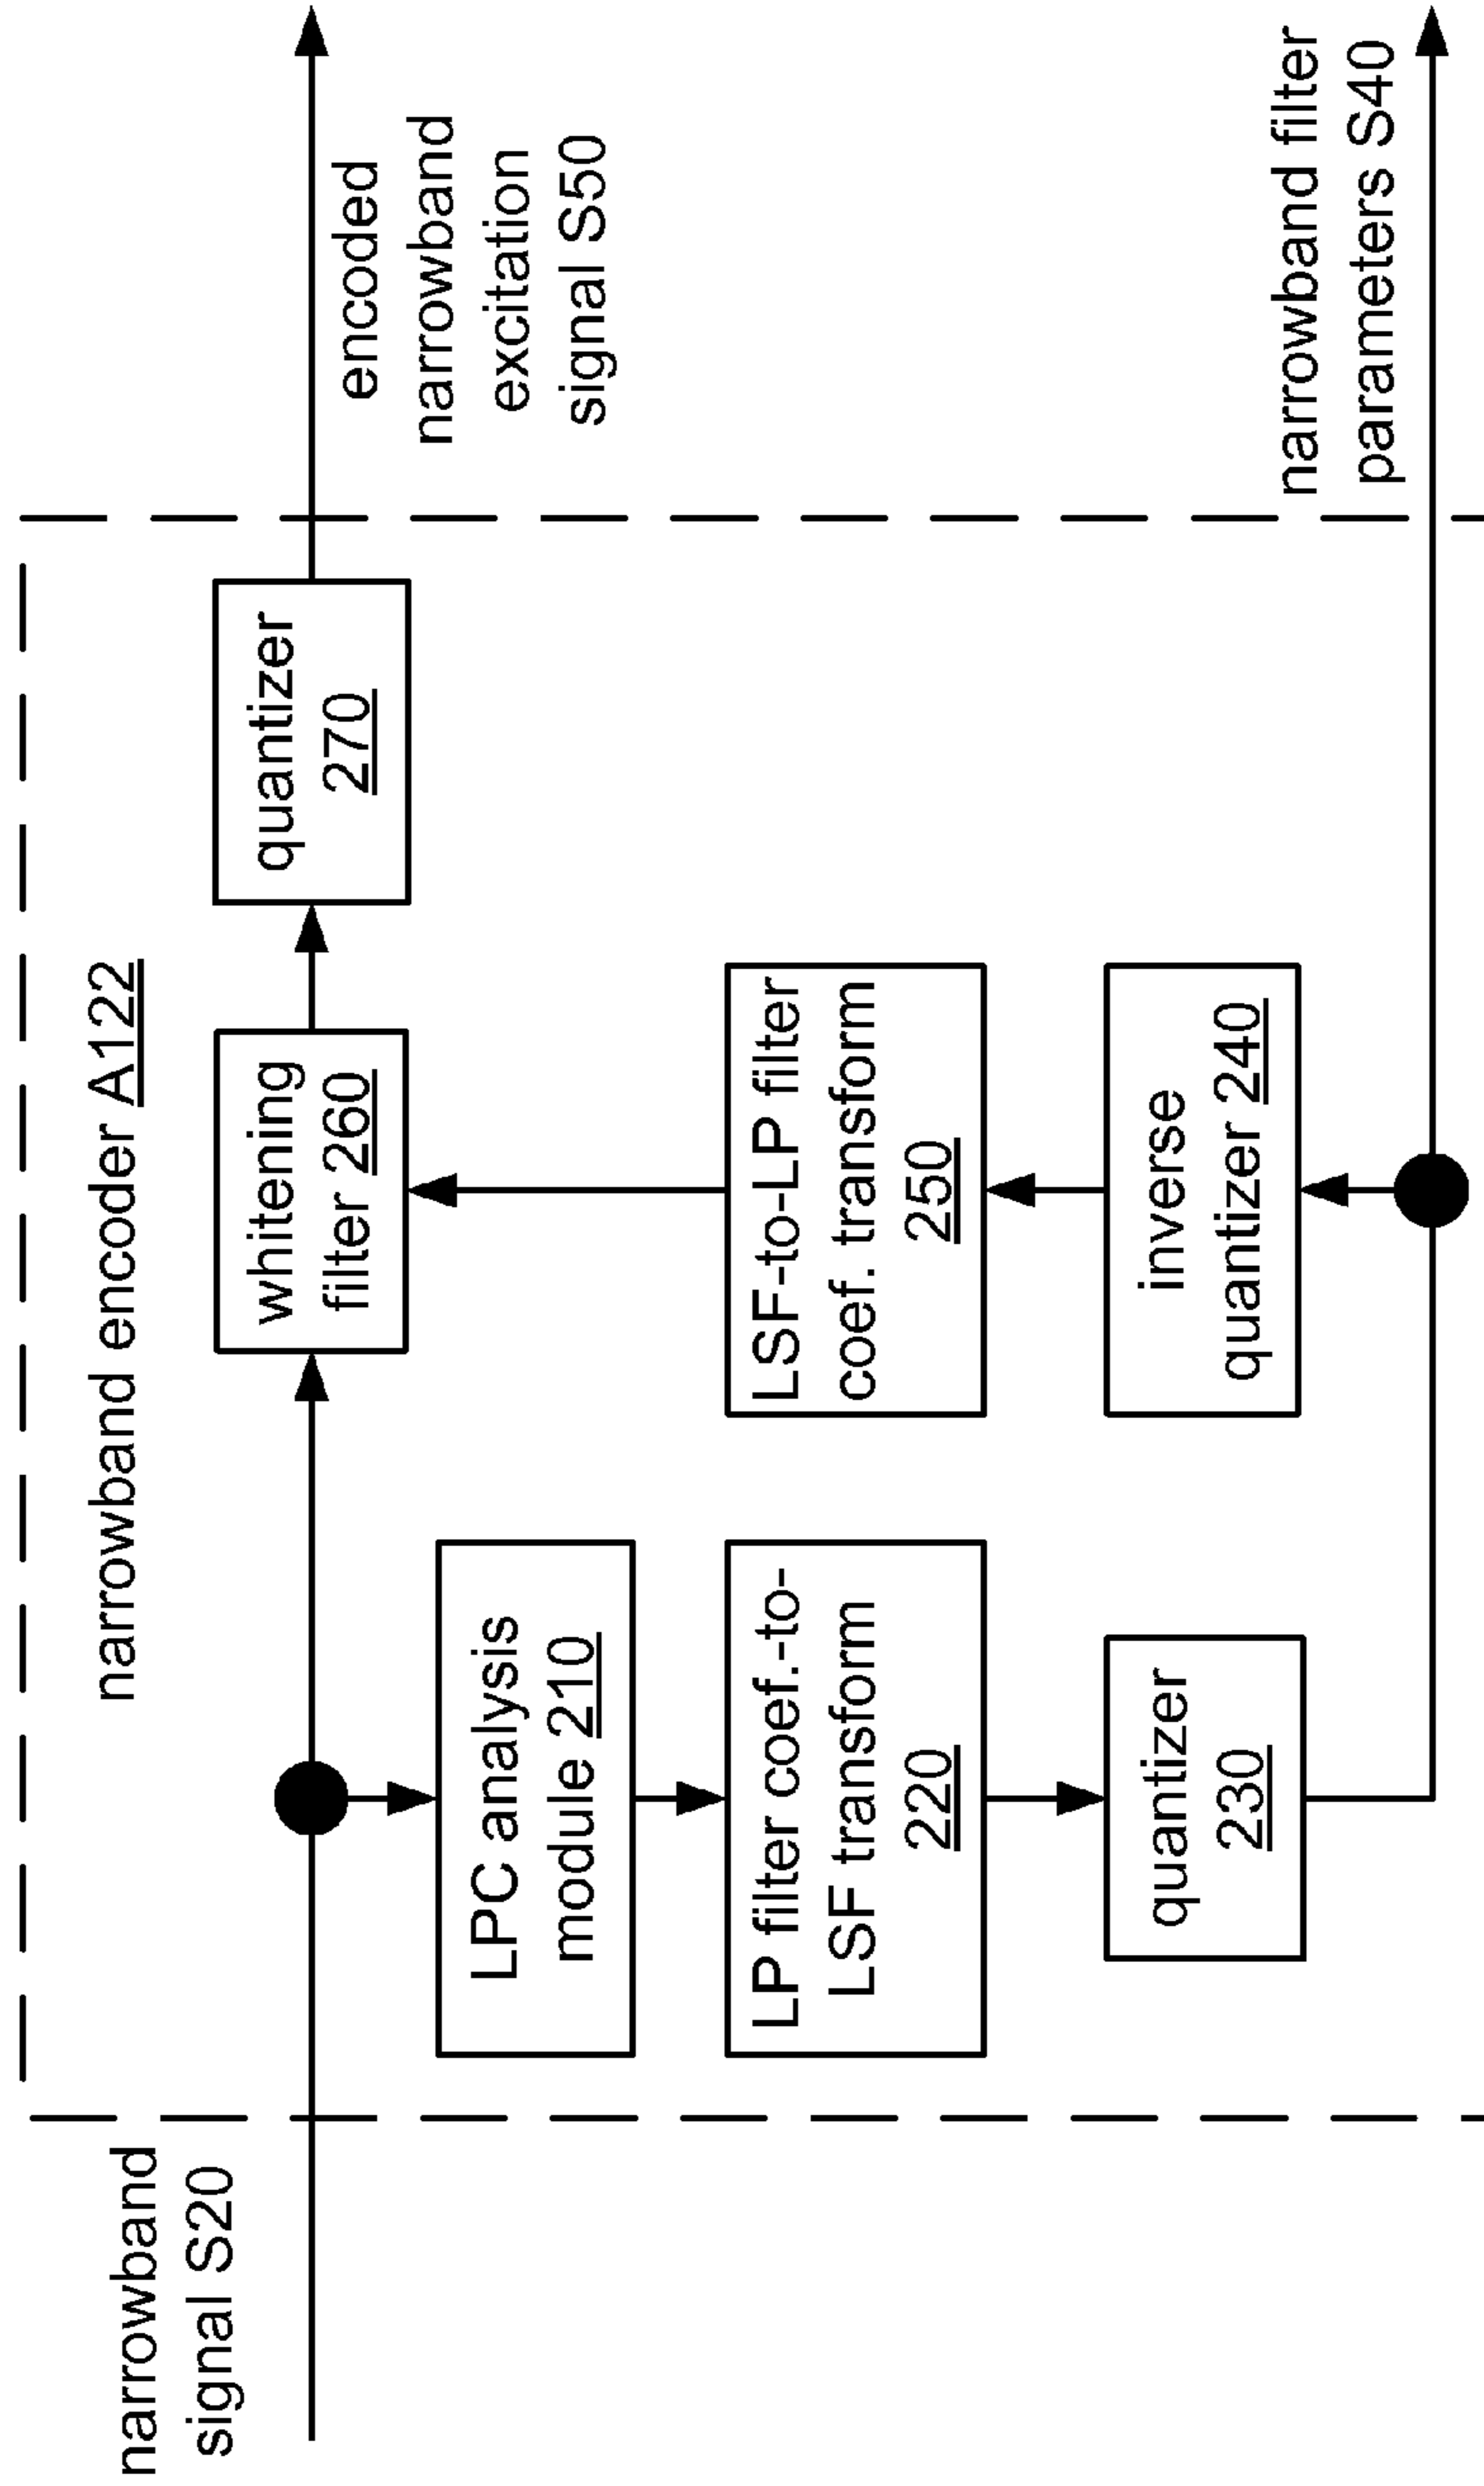 narrowband
signal S20
narrowband encoder A122
LPC analysis
module 210
LP filter coef.-to-
LSF transform
220
quantizer
230
whitening
filter 260
LSF-to-LP filter
coef. transform
250
inverse
quantizer 240
quantizer
270
encoded
narrowband
excitation
signal S50
narrowband filter
parameters S40